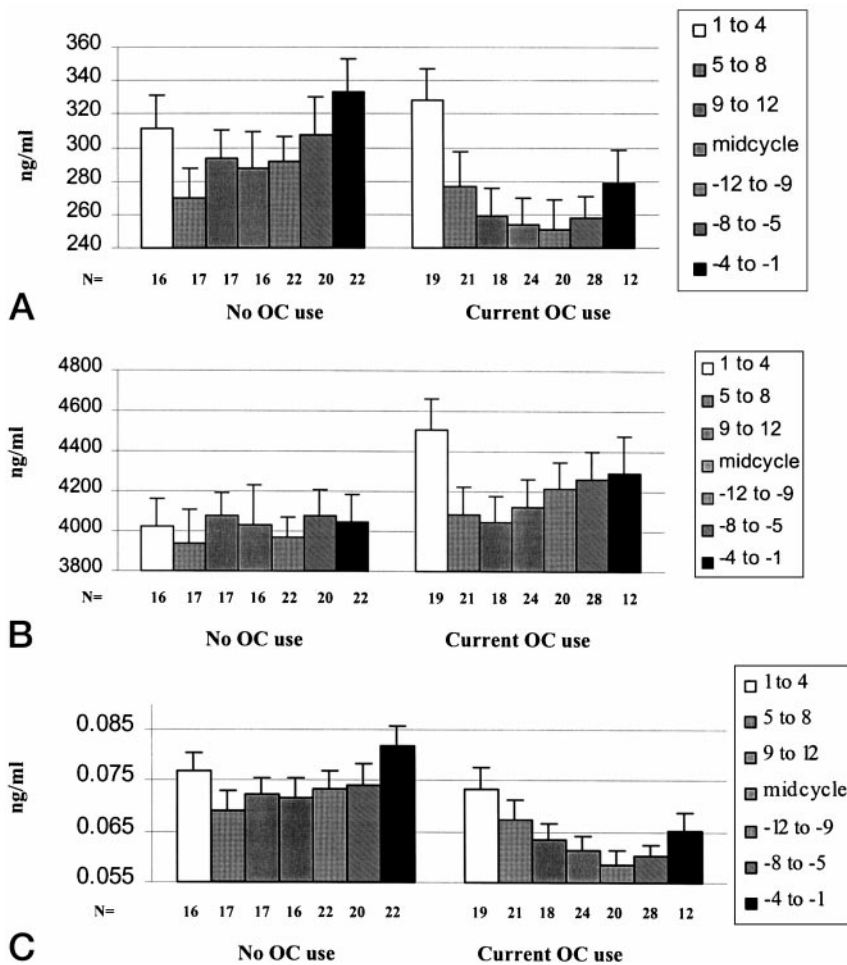 360
340
320
300
280
260
240
ng/ml
N= 16 17 17 16 22 20 22 19 21 18 24 20 28 12
No OC use Current OC use
A
1 to 4
5 to 8
9 to 12
midcycle
-12 to -9
-8 to -5
-4 to -1
4800
4600
4400
4200
4000
3800
ng/ml
N= 16 17 17 16 22 20 22 19 21 18 24 20 28 12
No OC use Current OC use
B
1 to 4
5 to 8
9 to 12
midcycle
-12 to -9
-8 to -5
-4 to -1
0.085
0.075
0.065
0.055
ng/ml
N= 16 17 17 16 22 20 22 19 21 18 24 20 28 12
No OC use Current OC use
C
1 to 4
5 to 8
9 to 12
midcycle
-12 to -9
-8 to -5
-4 to -1